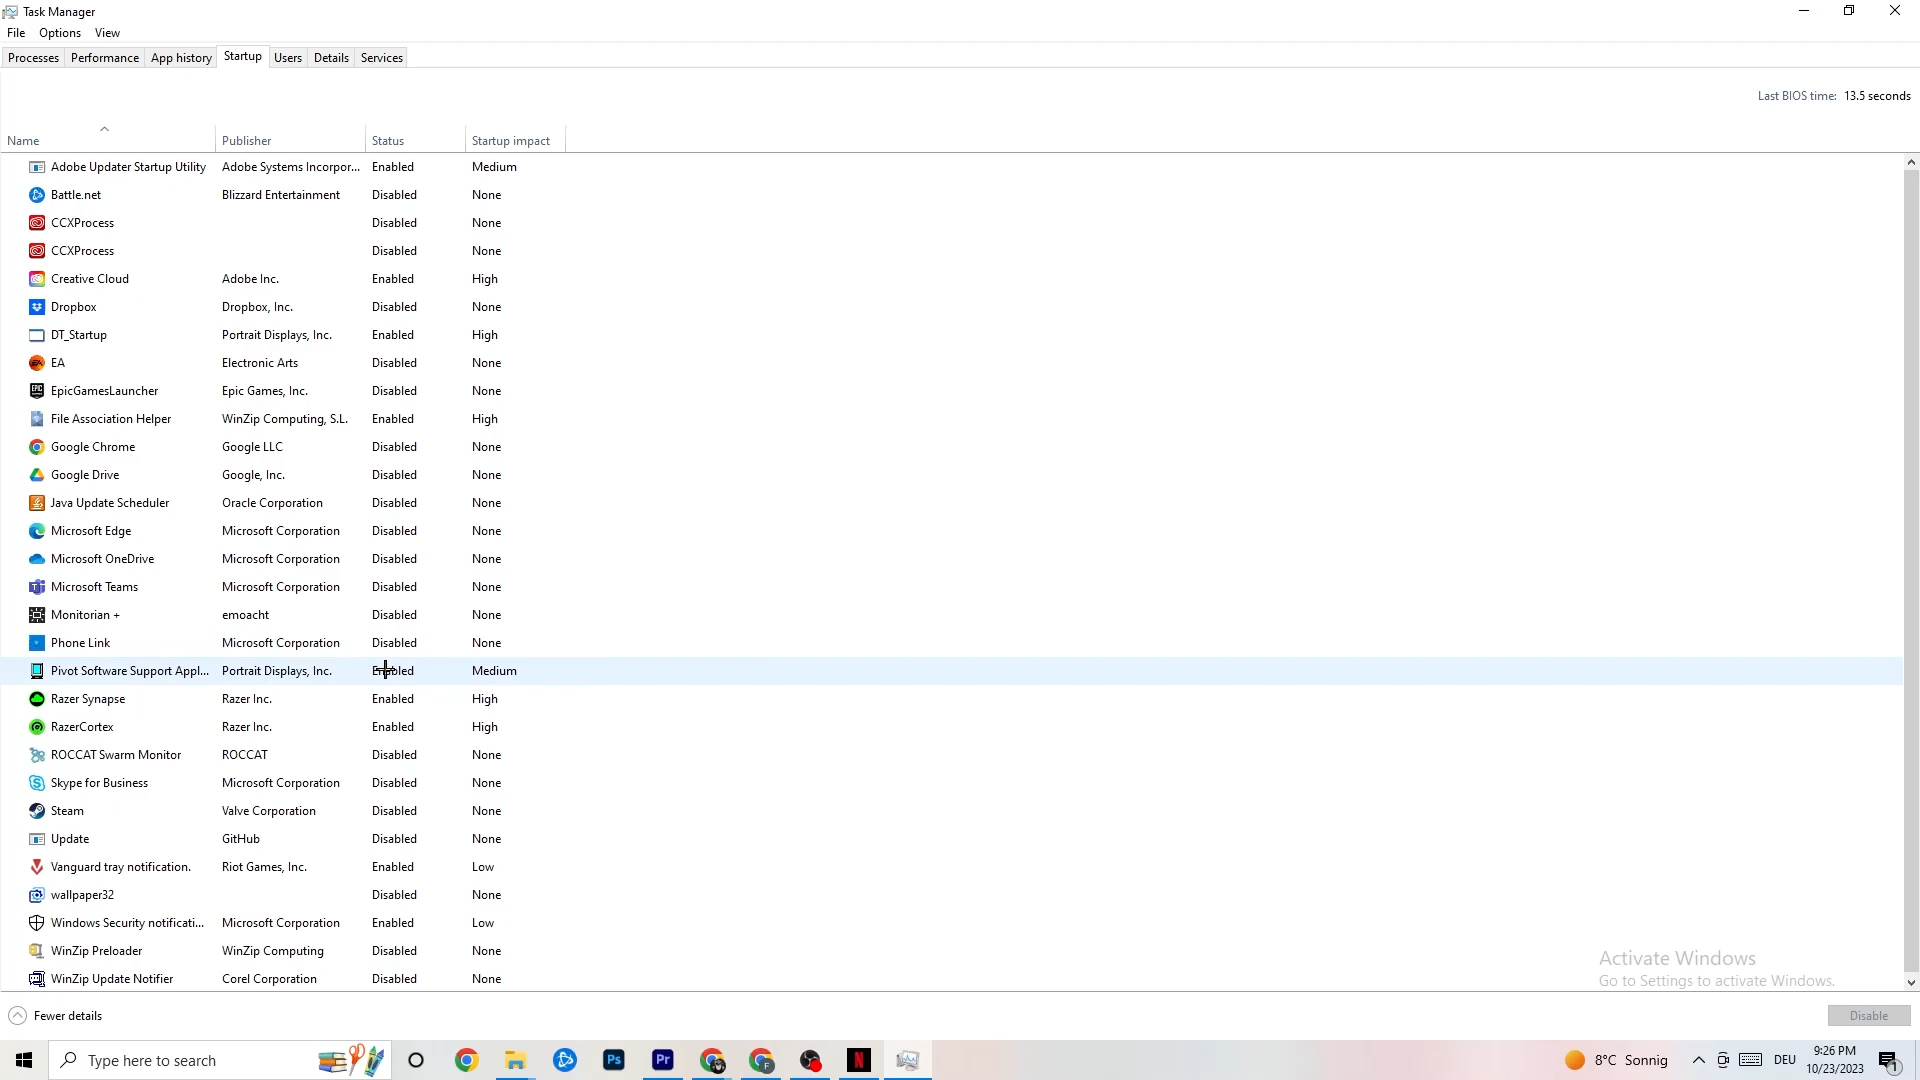 Task Manager
File Options View
Processes Performance App history Startup Users Details Services
Last BIOS time: 13.5 seconds
Name Publisher Status Startup impact
Adobe Updater Startup Utility Adobe Systems Incorpor... Enabled Medium
Battle.net Blizzard Entertainment Disabled None
CCXProcess Disabled None
CCXProcess Disabled None
Creative Cloud Adobe Inc. Enabled High
Dropbox Dropbox, Inc. Disabled None
DT_Startup Portrait Displays, Inc. Enabled High
EA Electronic Arts Disabled None
EpicGamesLauncher Epic Games, Inc. Disabled None
File Association Helper WinZip Computing, S.L. Enabled High
Google Chrome Google LLC Disabled None
Google Drive Google, Inc. Disabled None
Java Update Scheduler Oracle Corporation Disabled None
Microsoft Edge Microsoft Corporation Disabled None
Microsoft OneDrive Microsoft Corporation Disabled None
Microsoft Teams Microsoft Corporation Disabled None
Monitorian + emoacht Disabled None
Phone Link Microsoft Corporation Disabled None
Pivot Software Support Appl... Portrait Displays, Inc. Enabled Medium
Razer Synapse Razer Inc. Enabled High
RazerCortex Razer Inc. Enabled High
ROCCAT Swarm Monitor ROCCAT Disabled None
Skype for Business Microsoft Corporation Disabled None
Steam Valve Corporation Disabled None
Update GitHub Disabled None
Vanguard tray notification. Riot Games, Inc. Enabled Low
wallpaper32 Disabled None
Windows Security notificati... Microsoft Corporation Enabled Low
WinZip Preloader WinZip Computing Disabled None
WinZip Update Notifier Corel Corporation Disabled None
Activate Windows
Go to Settings to activate Windows.
Fewer details Disable
Type here to search Ps Pr F N 8°C Sonnig DEU 9:26 PM
10/23/2023 1